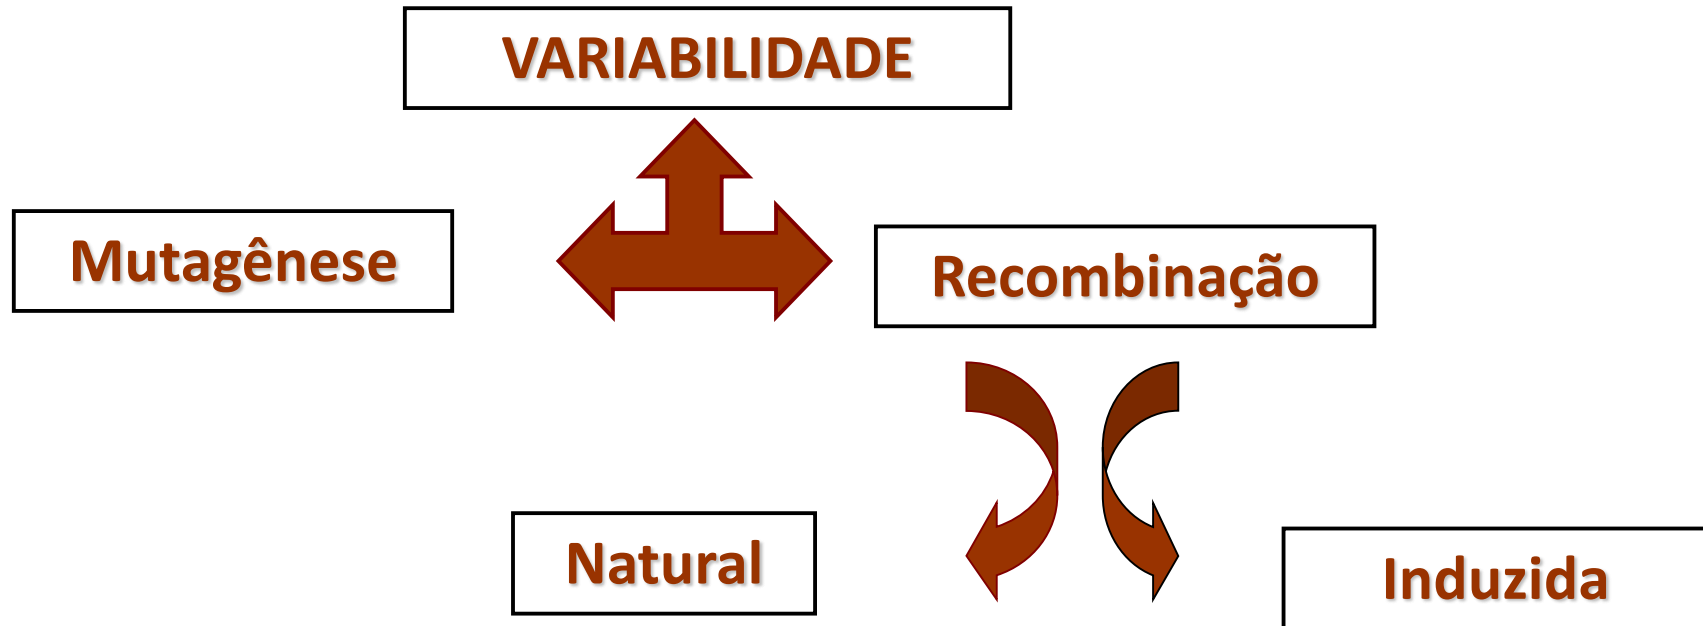 VARIABILIDADE
Mutagênese
Recombinação
Natural
Induzida